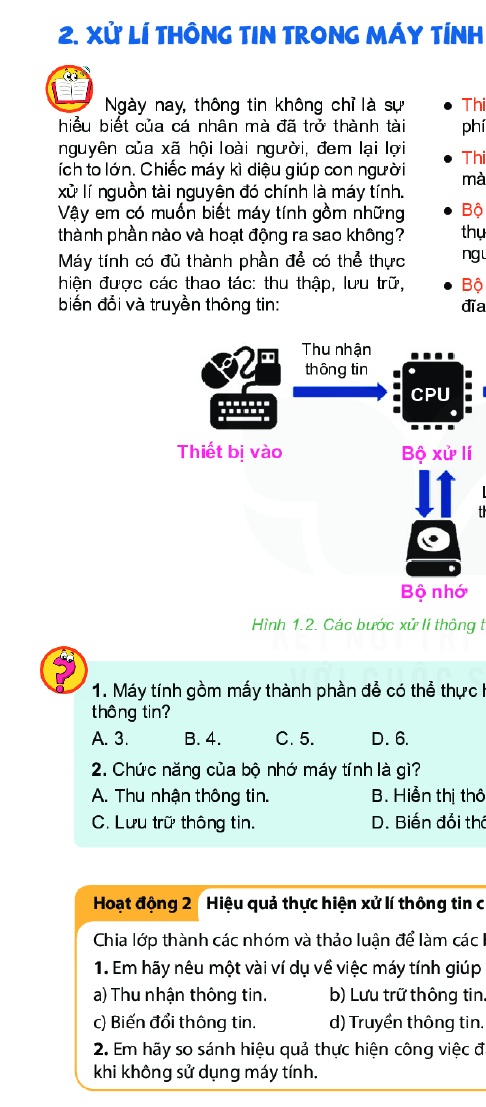 2. XỬ LÍ THÔNG TIN TRONG MÁY TÍNH
Ngày nay, thông tin không chỉ là sự
hiểu biết của cá nhân mà đã trở thành tài
nguyên của xã hội loài người, đem lại lợi
ích to lớn. Chiếc máy kì diệu giúp con người
xử lí nguồn tài nguyên đó chính là máy tính.
Vậy em có muốn biết máy tính gồm những
thành phần nào và hoạt động ra sao không?
Máy tính có đủ thành phần để có thể thực
hiện được các thao tác: thu thập, lưu trữ,
biến đổi và truyền thông tin:
• Thi
phí
• Thi
mà
• Bộ
thự
ngu
• Bộ
đĩa
Thu nhận
thông tin
CPU
Thiết bị vào
Bộ xử lí
Bộ nhớ
Hình 1.2. Các bước xử lí thông t
1. Máy tính gồm mấy thành phần để có thể thực h
thông tin?
A. 3. B. 4. C. 5. D. 6.
2. Chức năng của bộ nhớ máy tính là gì?
A. Thu nhận thông tin. B. Hiển thị thô
C. Lưu trữ thông tin. D. Biến đổi thô
Hoạt động 2 Hiệu quả thực hiện xử lí thông tin c
Chia lớp thành các nhóm và thảo luận để làm các
1. Em hãy nêu một vài ví dụ về việc máy tính giúp
a) Thu nhận thông tin. b) Lưu trữ thông tin.
c) Biến đổi thông tin. d) Truyền thông tin.
2. Em hãy so sánh hiệu quả thực hiện công việc đ
khi không sử dụng máy tính.